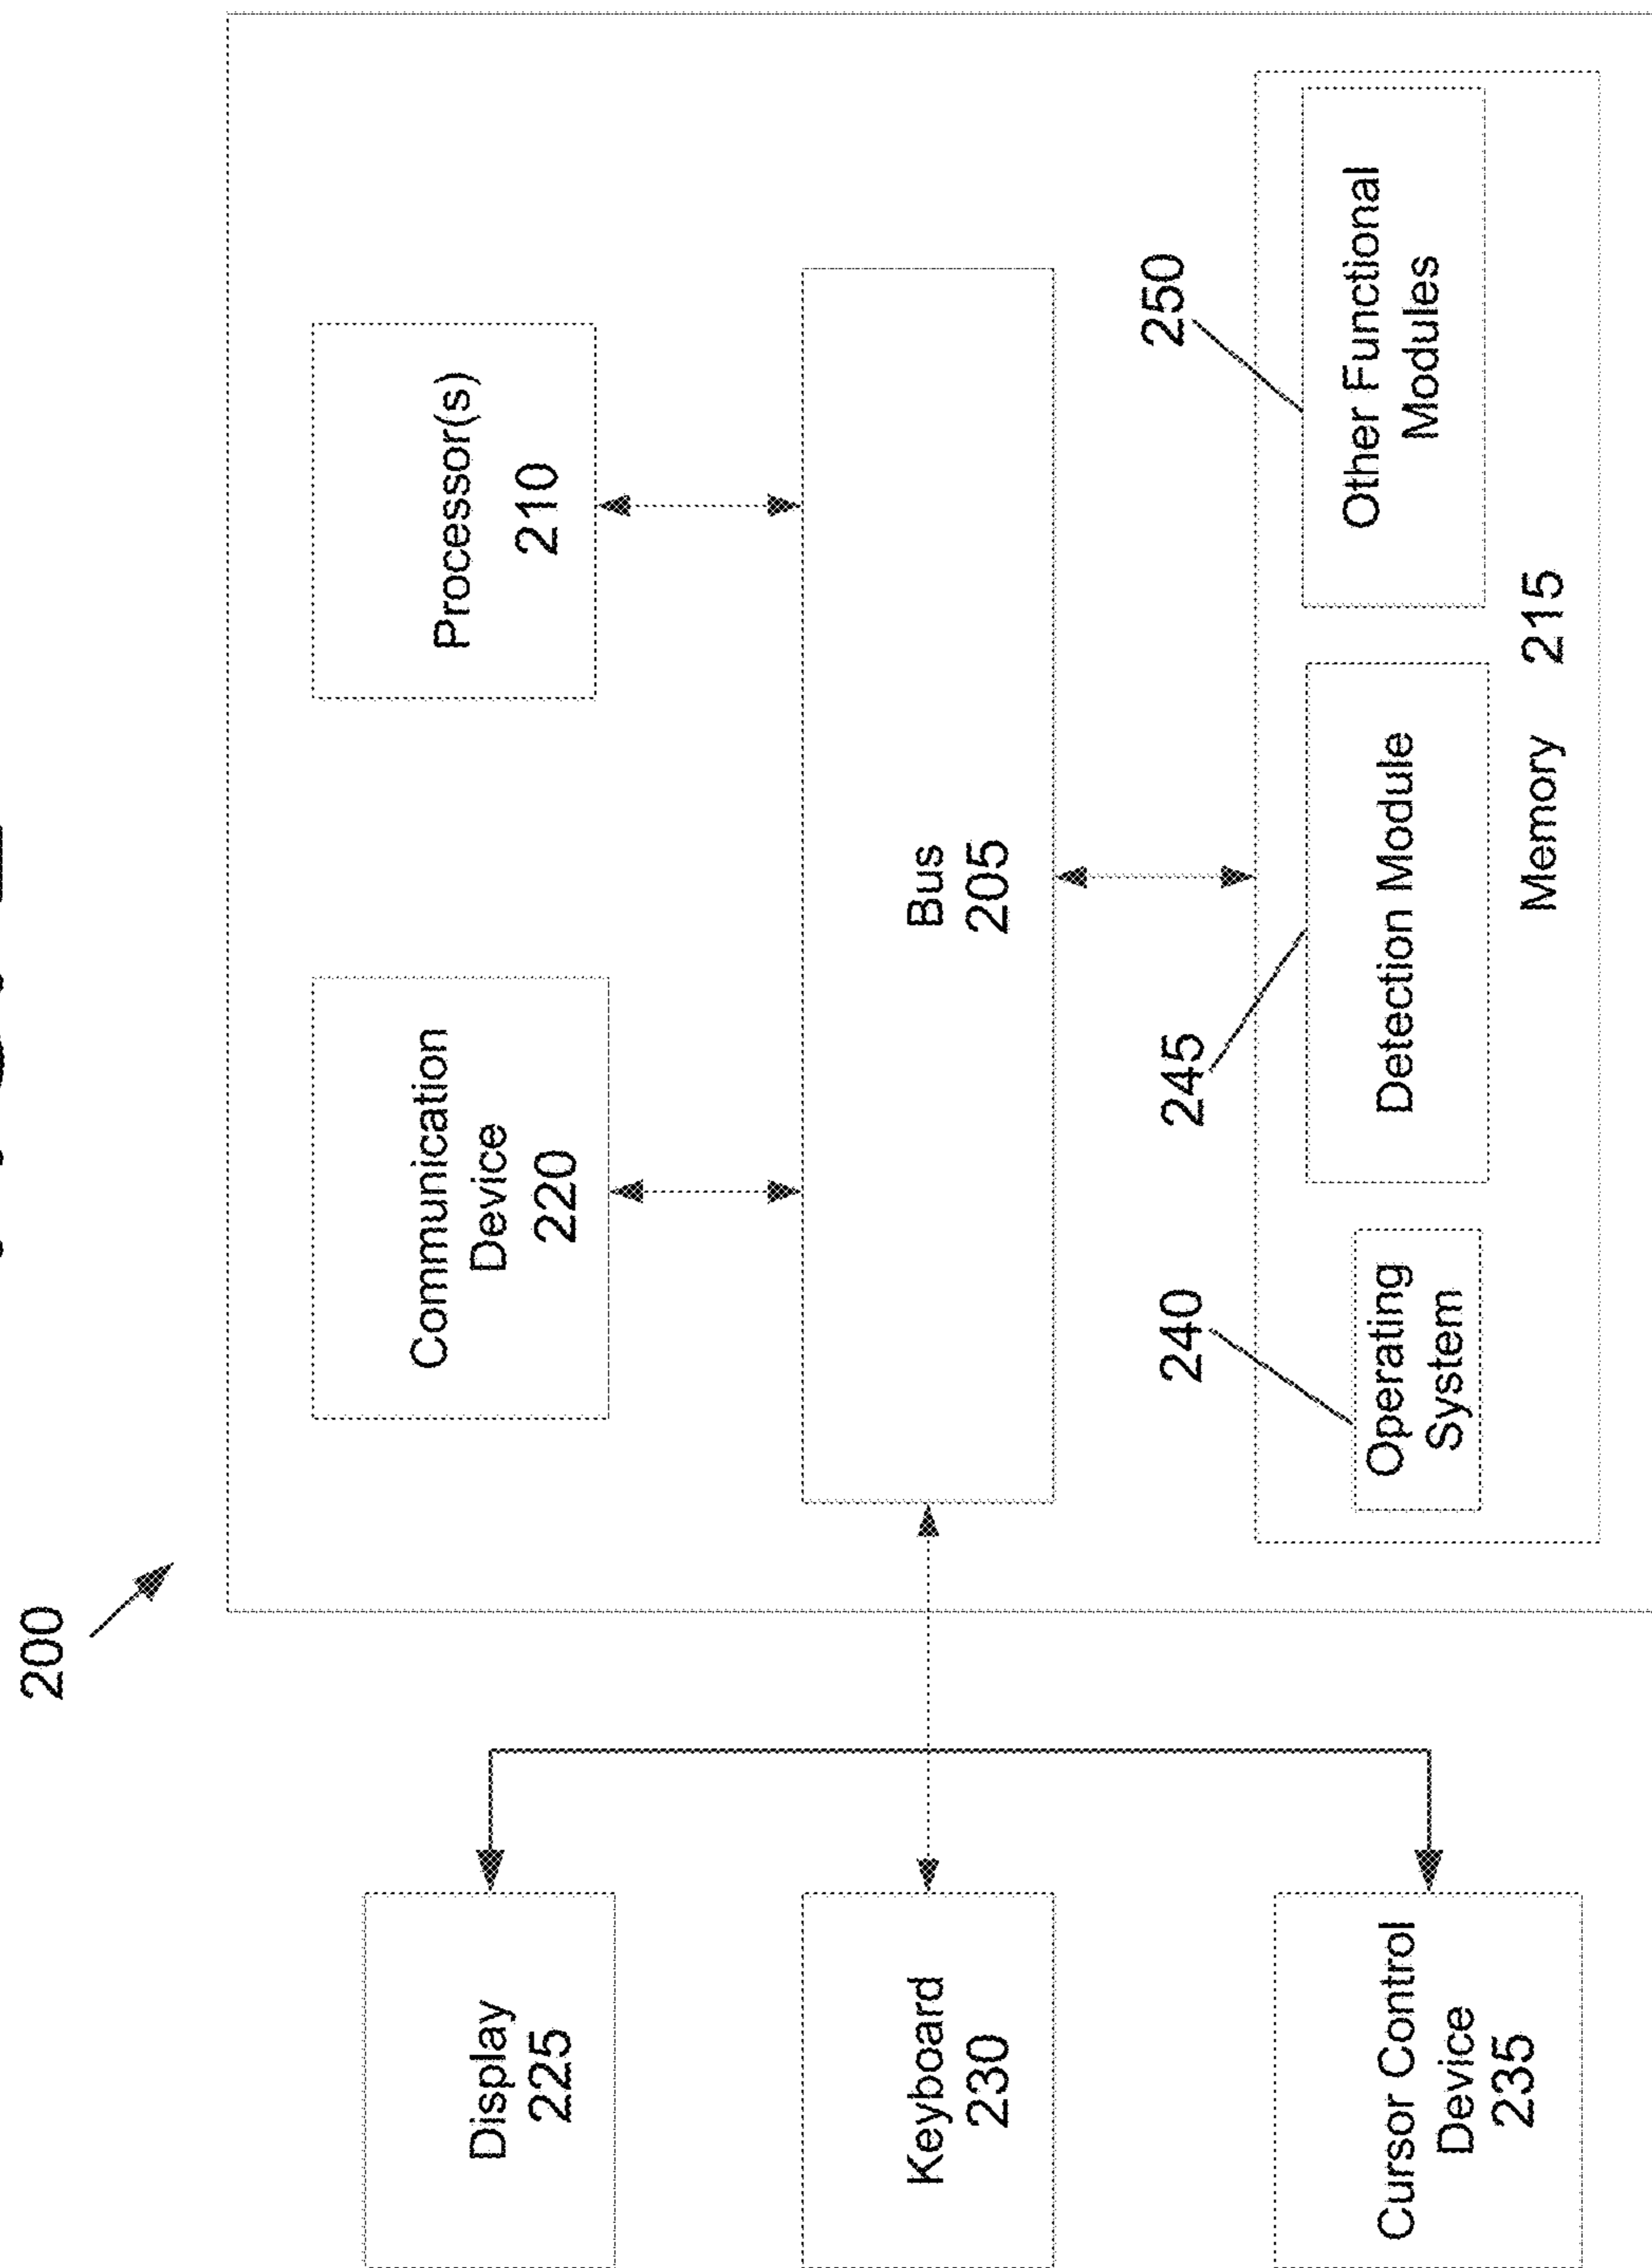 200
Display
225
Keyboard
230
Cursor Control
Device
235
Communication
Device
220
Processor(s)
210
Bus
205
240
245
250
Operating
System
Detection Module
Other Functional
Modules
Memory 215